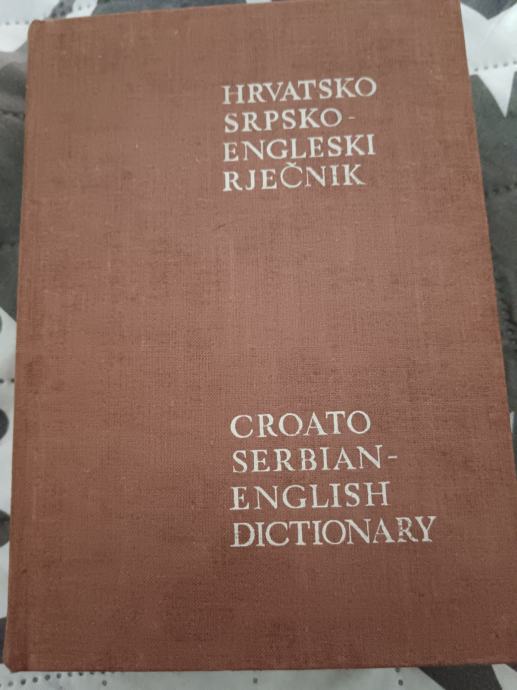 HRVATSKO
SRPSKO-
ENGLESKI
RJEČNIK
CROATO
SERBIAN-
ENGLISH
DICTIONARY